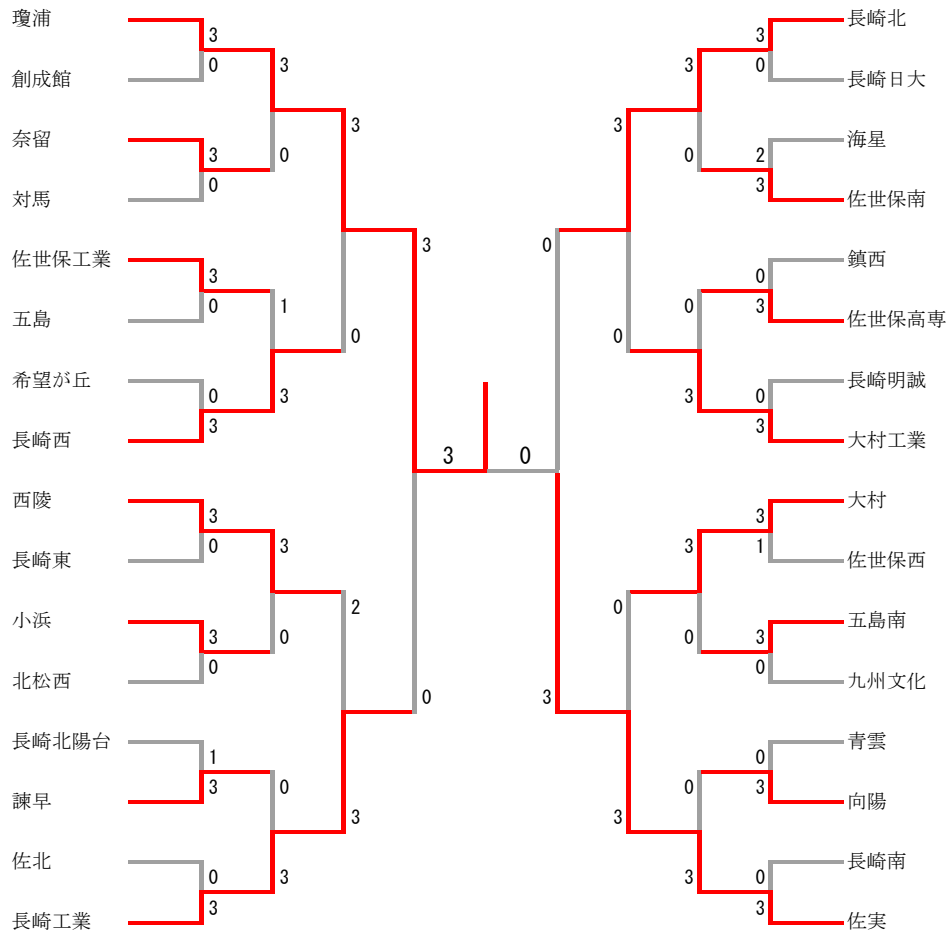 瓊浦
3
0
創成館
3
奈留
3
0
対馬
0
3
佐世保工業
3
0
五島
1
希望が丘
0
3
長崎西
3
0
3
西陵
3
0
長崎東
3
小浜
3
0
北松西
0
2
長崎北陽台
1
3
諫早
0
佐北
0
3
長崎工業
3
3
0
3
0
長崎北
3
0
長崎日大
3
海星
2
3
佐世保南
0
3
鎮西
0
3
佐世保高専
0
長崎明誠
0
3
大村工業
3
0
0
大村
3
1
佐世保西
3
五島南
3
0
九州文化
0
0
青雲
0
3
向陽
0
長崎南
0
3
佐実
3
3
3